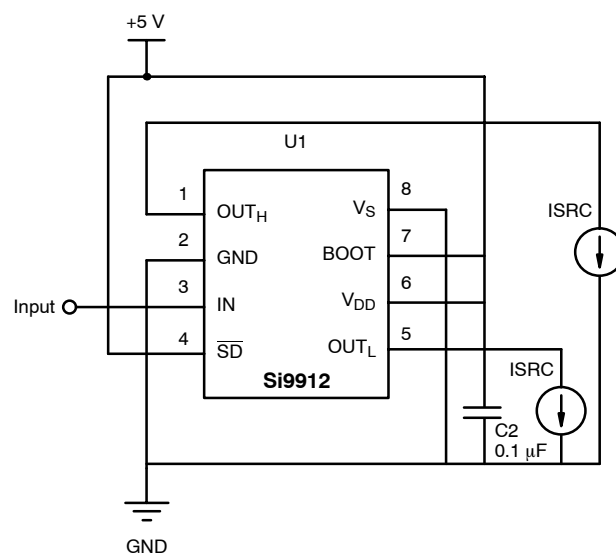 +5 V
U1
1
OUTH
2
GND
3
IN
4
SD
8
VS
7
BOOT
6
VDD
5
OUTL
Si9912
Input
ISRC
ISRC
C2
0.1 μF
GND